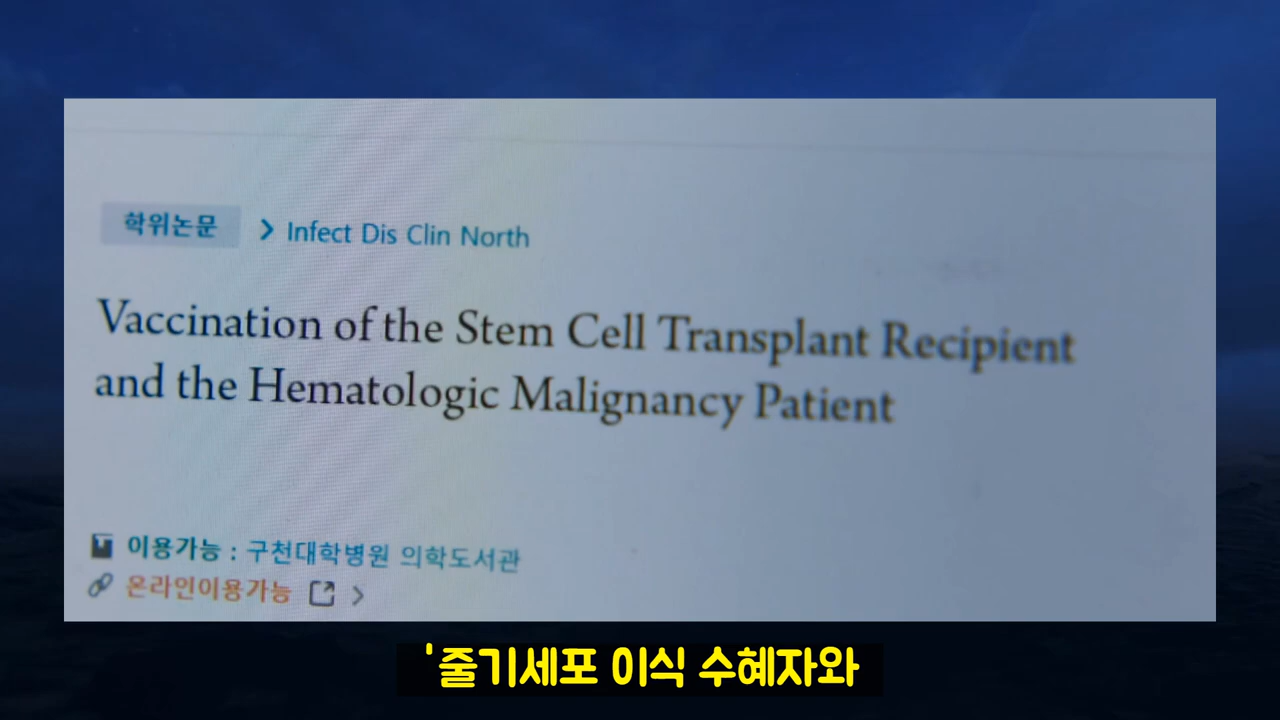 학위논문 > Infect Dis Clin North
Vaccination of the Stem Cell Transplant Recipient
and the Hematologic Malignancy Patient
이용가능 : 구천대학병원 의학도서관
온라인이용가능 >
'줄기세포 이식 수혜자와